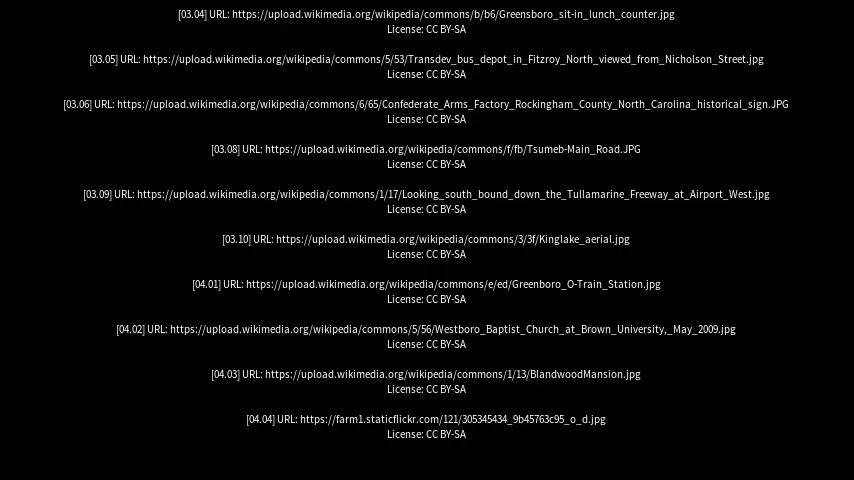 [03.04] URL: https://upload.wikimedia.org/wikipedia/commons/b/b6/Greensboro_sit-in_lunch_counter.jpg
License: CC BY-SA
[03.05] URL: https://upload.wikimedia.org/wikipedia/commons/5/53/Transdev_bus_depot_in_Fitzroy_North_viewed_from_Nicholson_Street.jpg
License: CC BY-SA
[03.06] URL: https://upload.wikimedia.org/wikipedia/commons/6/65/Confederate_Arms_Factory_Rockingham_County_North_Carolina_historical_sign.JPG
License: CC BY-SA
[03.08] URL: https://upload.wikimedia.org/wikipedia/commons/f/fb/Tsumeb-Main_Road.JPG
License: CC BY-SA
[03.09] URL: https://upload.wikimedia.org/wikipedia/commons/1/17/Looking_south_bound_down_the_Tullamarine_Freeway_at_Airport_West.jpg
License: CC BY-SA
[03.10] URL: https://upload.wikimedia.org/wikipedia/commons/3/3f/Kinglake_aerial.jpg
License: CC BY-SA
[04.01] URL: https://upload.wikimedia.org/wikipedia/commons/e/ed/Greenboro_O-Train_Station.jpg
License: CC BY-SA
[04.02] URL: https://upload.wikimedia.org/wikipedia/commons/5/56/Westboro_Baptist_Church_at_Brown_University,_May_2009.jpg
License: CC BY-SA
[04.03] URL: https://upload.wikimedia.org/wikipedia/commons/1/13/BlandwoodMansion.jpg
License: CC BY-SA
[04.04] URL: https://farm1.staticflickr.com/121/305345434_9b45763c95_o_d.jpg
License: CC BY-SA